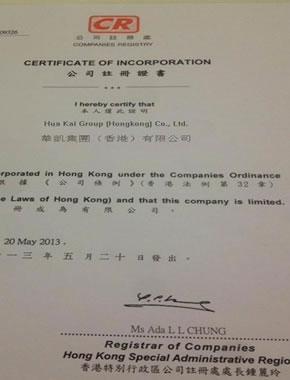 CR
公司註冊處
COMPANIES REGISTRY
CERTIFICATE OF INCORPORATION
公司註冊證書
***
I hereby certify that
本人謹此證明
Hua Kai Group (Hongkong) Co., Ltd.
華凱集團（香港）有限公司
orporated in Hong Kong under the Companies Ordinance
根據《公司條例》(香港法例第32章)
he Laws of Hong Kong) and that this company is limited.
冊成為有限公司。
20 May 2013.
一三年五月二十日發出。
Ms Ada L L CHUNG
Registrar of Companies
Hong Kong Special Administrative Regio
香港特別行政區公司註冊處處長鍾麗玲